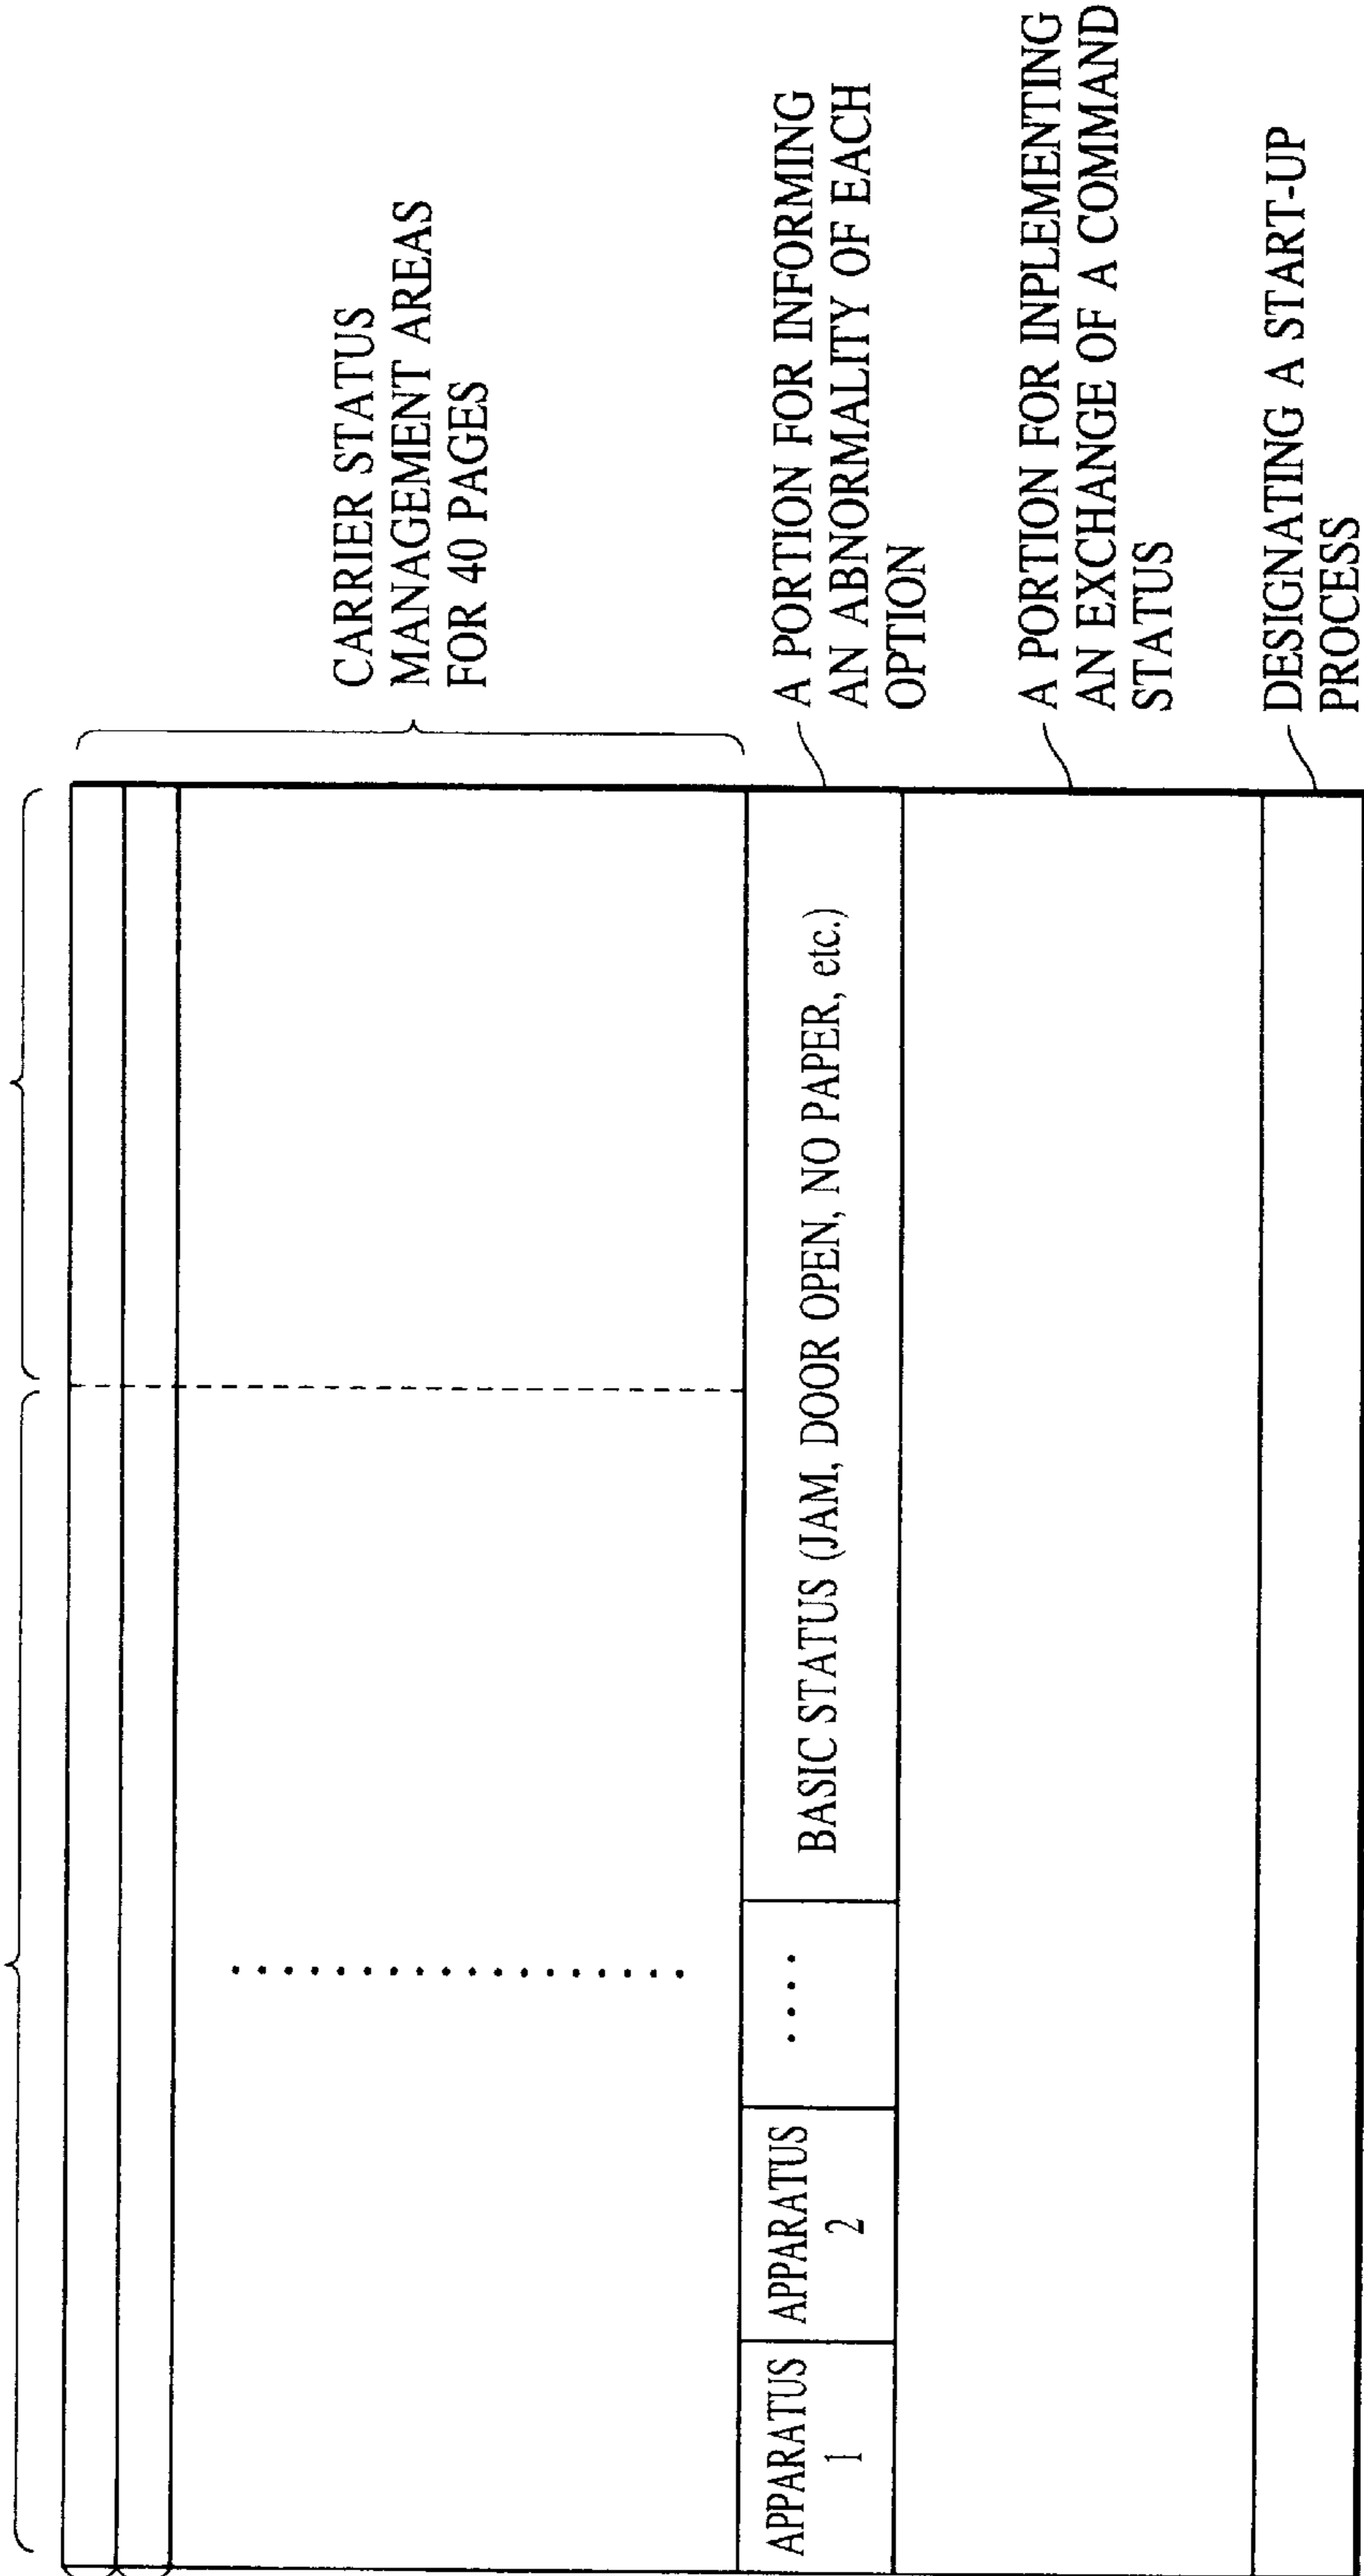 CARRIER STATUS
MANAGEMENT AREAS
FOR 40 PAGES
APPARATUS
1
APPARATUS
2
....
BASIC STATUS (JAM, DOOR OPEN, NO PAPER, etc.)
A PORTION FOR INFORMING
AN ABNORMALITY OF EACH
OPTION
A PORTION FOR INPLEMENTING
AN EXCHANGE OF A COMMAND
STATUS
DESIGNATING A START-UP
PROCESS